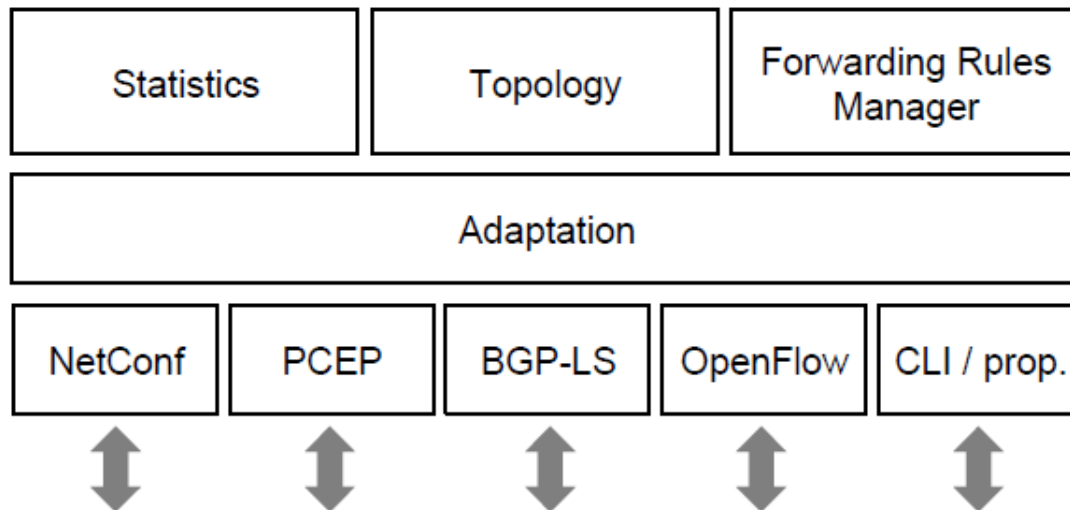 Statistics
Topology
Forwarding Rules
Manager
Adaptation
NetConf
PCEP
BGP-LS
OpenFlow
CLI / prop.